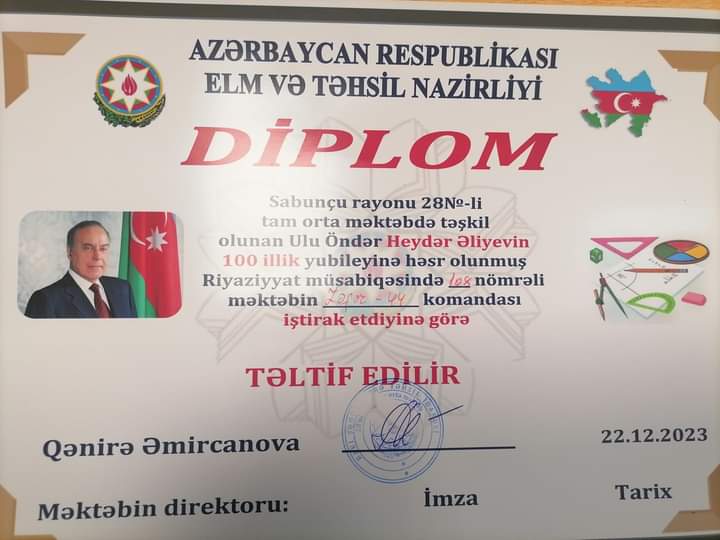 AZƏRBAYCAN RESPUBLİKASI
ELM VƏ TƏHSİL NAZİRLİYİ
DİPLOM
Sabunçu rayonu 28№-li
tam orta məktəbdə təşkil
olunan Ulu Öndər Heydər Əliyevin
100 illik yubileyinə həsr olunmuş
Riyaziyyat müsabiqəsində 108 nömrəli
məktəbin Zəfər - 44 komandası
iştirak etdiyinə görə
TƏLTİF EDİLİR
Qənirə Əmircanova
22.12.2023
Məktəbin direktoru:
İmza
Tarix